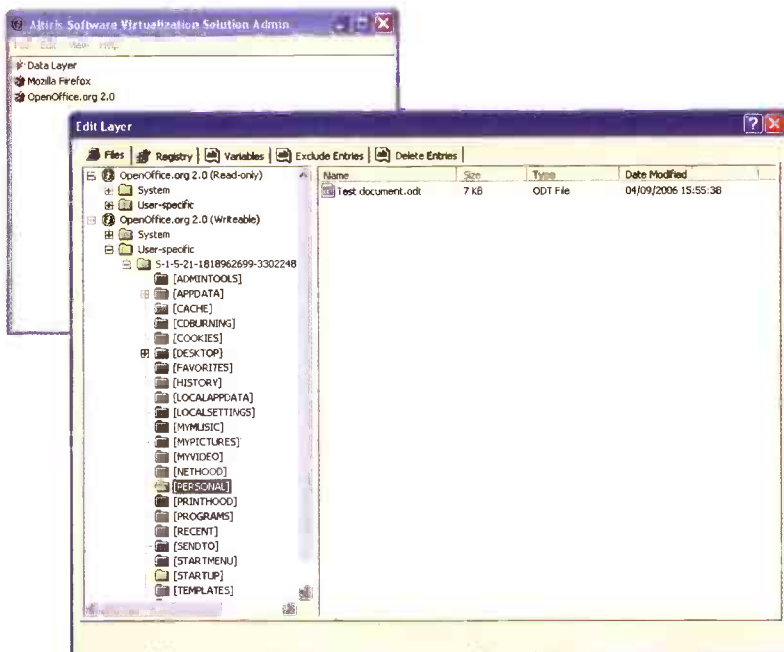 Altiris Software Virtualization Solution Admin
File Edit View Help
Data Layer
Mozilla Firefox
OpenOffice.org 2.0
Edit Layer
Files Registry Variables Exclude Entries Delete Entries
OpenOffice.org 2.0 (Read-only)
System
User-specific
OpenOffice.org 2.0 (Writeable)
System
User-specific
S-1-5-21-1818962699-3302248
[ADMINTOOLS]
[APPDATA]
[CACHE]
[CDBURNING]
[COOKIES]
[DESKTOP]
[FAVORITES]
[HISTORY]
[LOCALAPPDATA]
[LOCALSETTINGS]
[MYMUSIC]
[MYPICTURES]
[MYVIDEO]
[NETHOOD]
[PERSONAL]
[PRINTHOOD]
[PROGRAMS]
[RECENT]
[SENDTO]
[STARTMENU]
[STARTUP]
[TEMPLATES]
Name Size Type Date Modified
Test document.odt 7 KB ODT File 04/09/2006 15:55:38